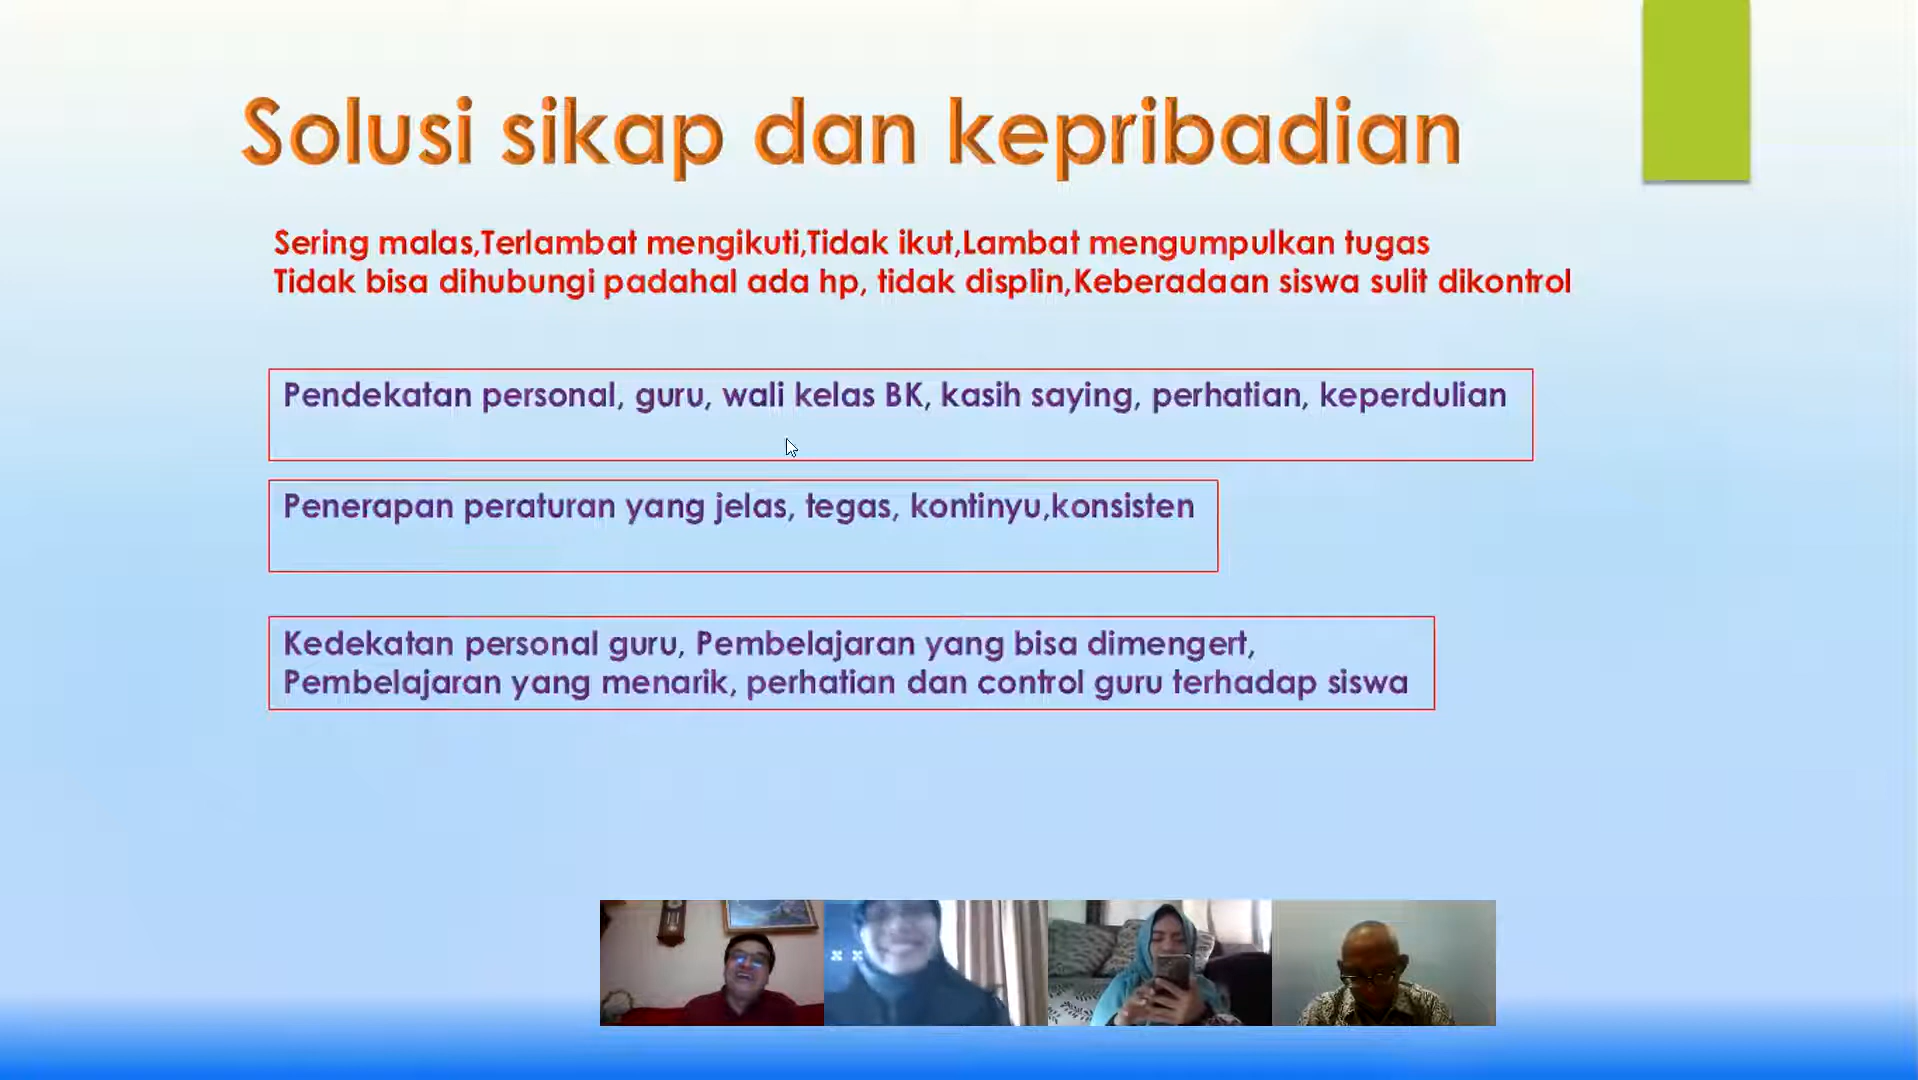 Solusi sikap dan kepribadian
Sering malas,Terlambat mengikuti,Tidak ikut,Lambat mengumpulkan tugas
Tidak bisa dihubungi padahal ada hp, tidak displin,Keberadaan siswa sulit dikontrol
Pendekatan personal, guru, wali kelas BK, kasih saying, perhatian, keperdulian
Penerapan peraturan yang jelas, tegas, kontinyu,konsisten
Kedekatan personal guru, Pembelajaran yang bisa dimengert,
Pembelajaran yang menarik, perhatian dan control guru terhadap siswa